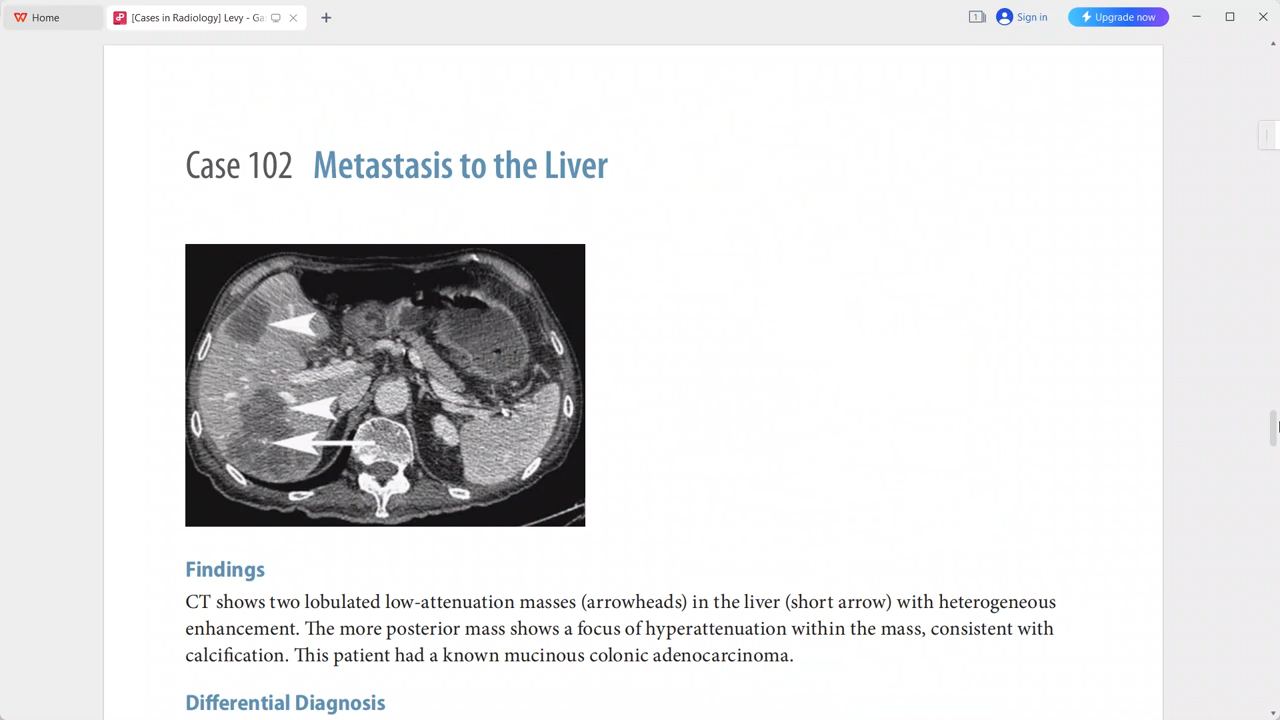 Home
[Cases in Radiology] Levy - Ga
1
Sign in
Upgrade now
Case 102 Metastasis to the Liver
Findings
CT shows two lobulated low-attenuation masses (arrowheads) in the liver (short arrow) with heterogeneous
enhancement. The more posterior mass shows a focus of hyperattenuation within the mass, consistent with
calcification. This patient had a known mucinous colonic adenocarcinoma.
Differential Diagnosis